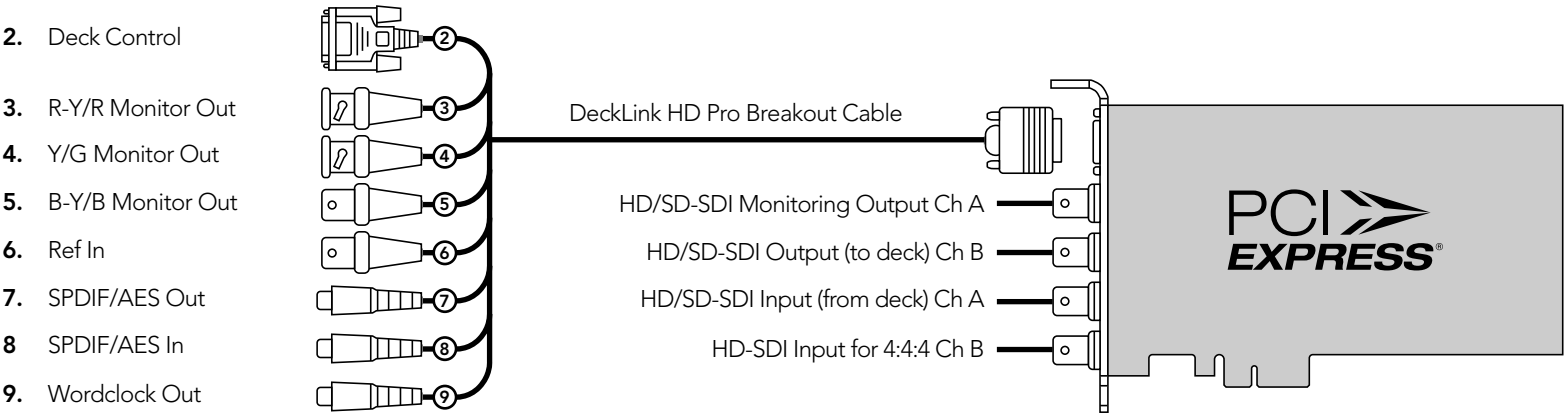 2. Deck Control
2
3. R-Y/R Monitor Out
3
4. Y/G Monitor Out
4
5. B-Y/B Monitor Out
5
6. Ref In
6
7. SPDIF/AES Out
7
8 SPDIF/AES In
8
9. Wordclock Out
9
DeckLink HD Pro Breakout Cable
HD/SD-SDI Monitoring Output Ch A
HD/SD-SDI Output (to deck) Ch B
HD/SD-SDI Input (from deck) Ch A
HD-SDI Input for 4:4:4 Ch B
PCI
EXPRESS®